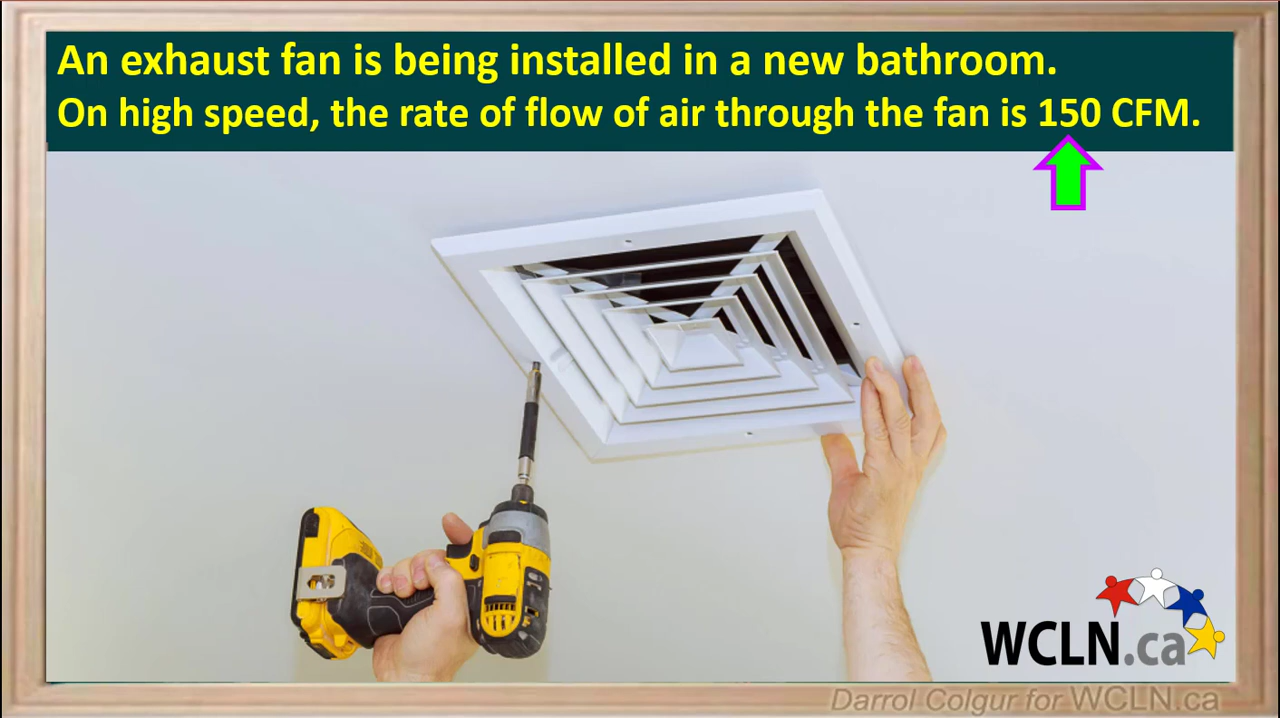 An exhaust fan is being installed in a new bathroom.
On high speed, the rate of flow of air through the fan is 150 CFM.
WCLN.ca
Darrol Colgur for WCLN.ca